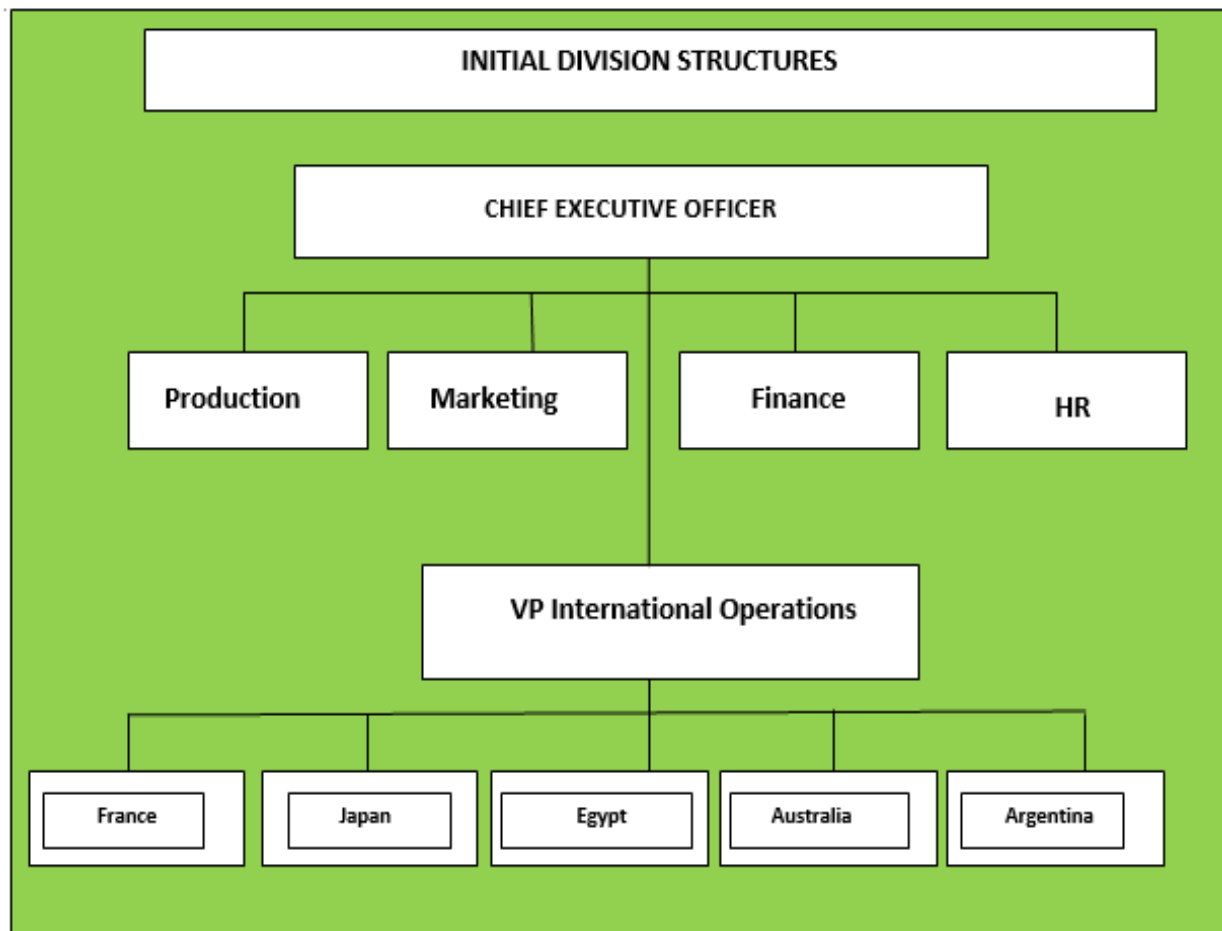 INITIAL DIVISION STRUCTURES
CHIEF EXECUTIVE OFFICER
Production
Marketing
Finance
HR
VP International Operations
France
Japan
Egypt
Australia
Argentina